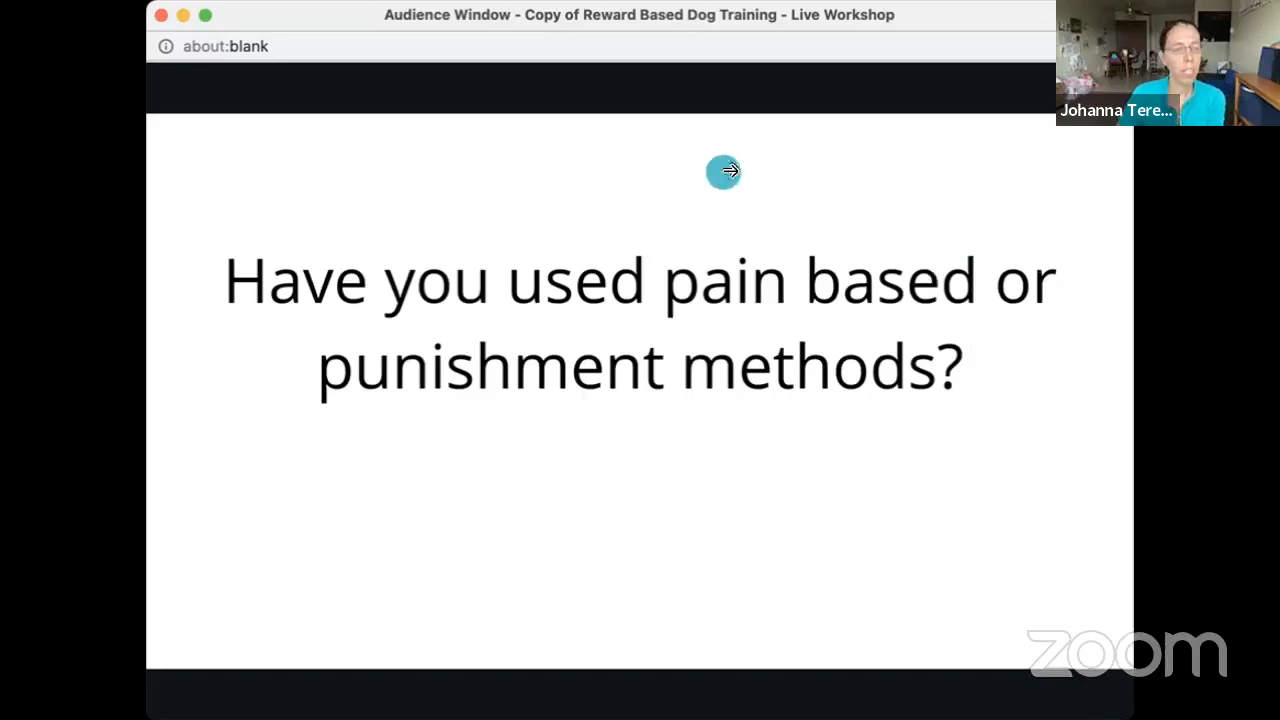 Audience Window - Copy of Reward Based Dog Training - Live Workshop
about:blank
Johanna Tere...
Have you used pain based or
punishment methods?
zoom